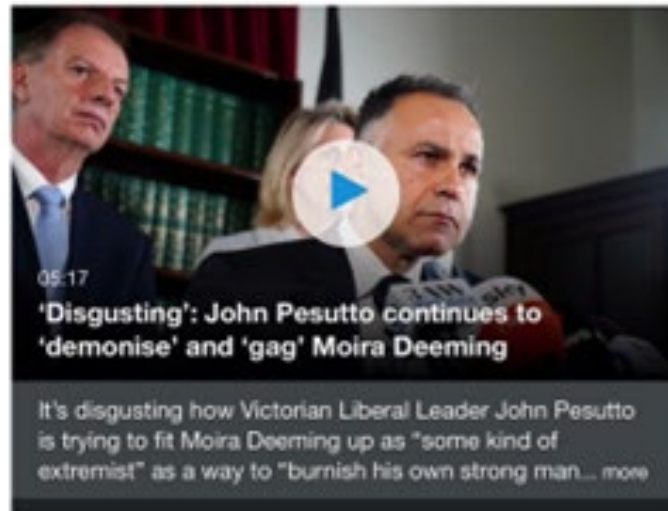 05:17
‘Disgusting’: John Pesutto continues to
‘demonise’ and ‘gag’ Moira Deeming
It’s disgusting how Victorian Liberal Leader John Pesutto
is trying to fit Moira Deeming up as “some kind of
extremist” as a way to “burnish his own strong man... more